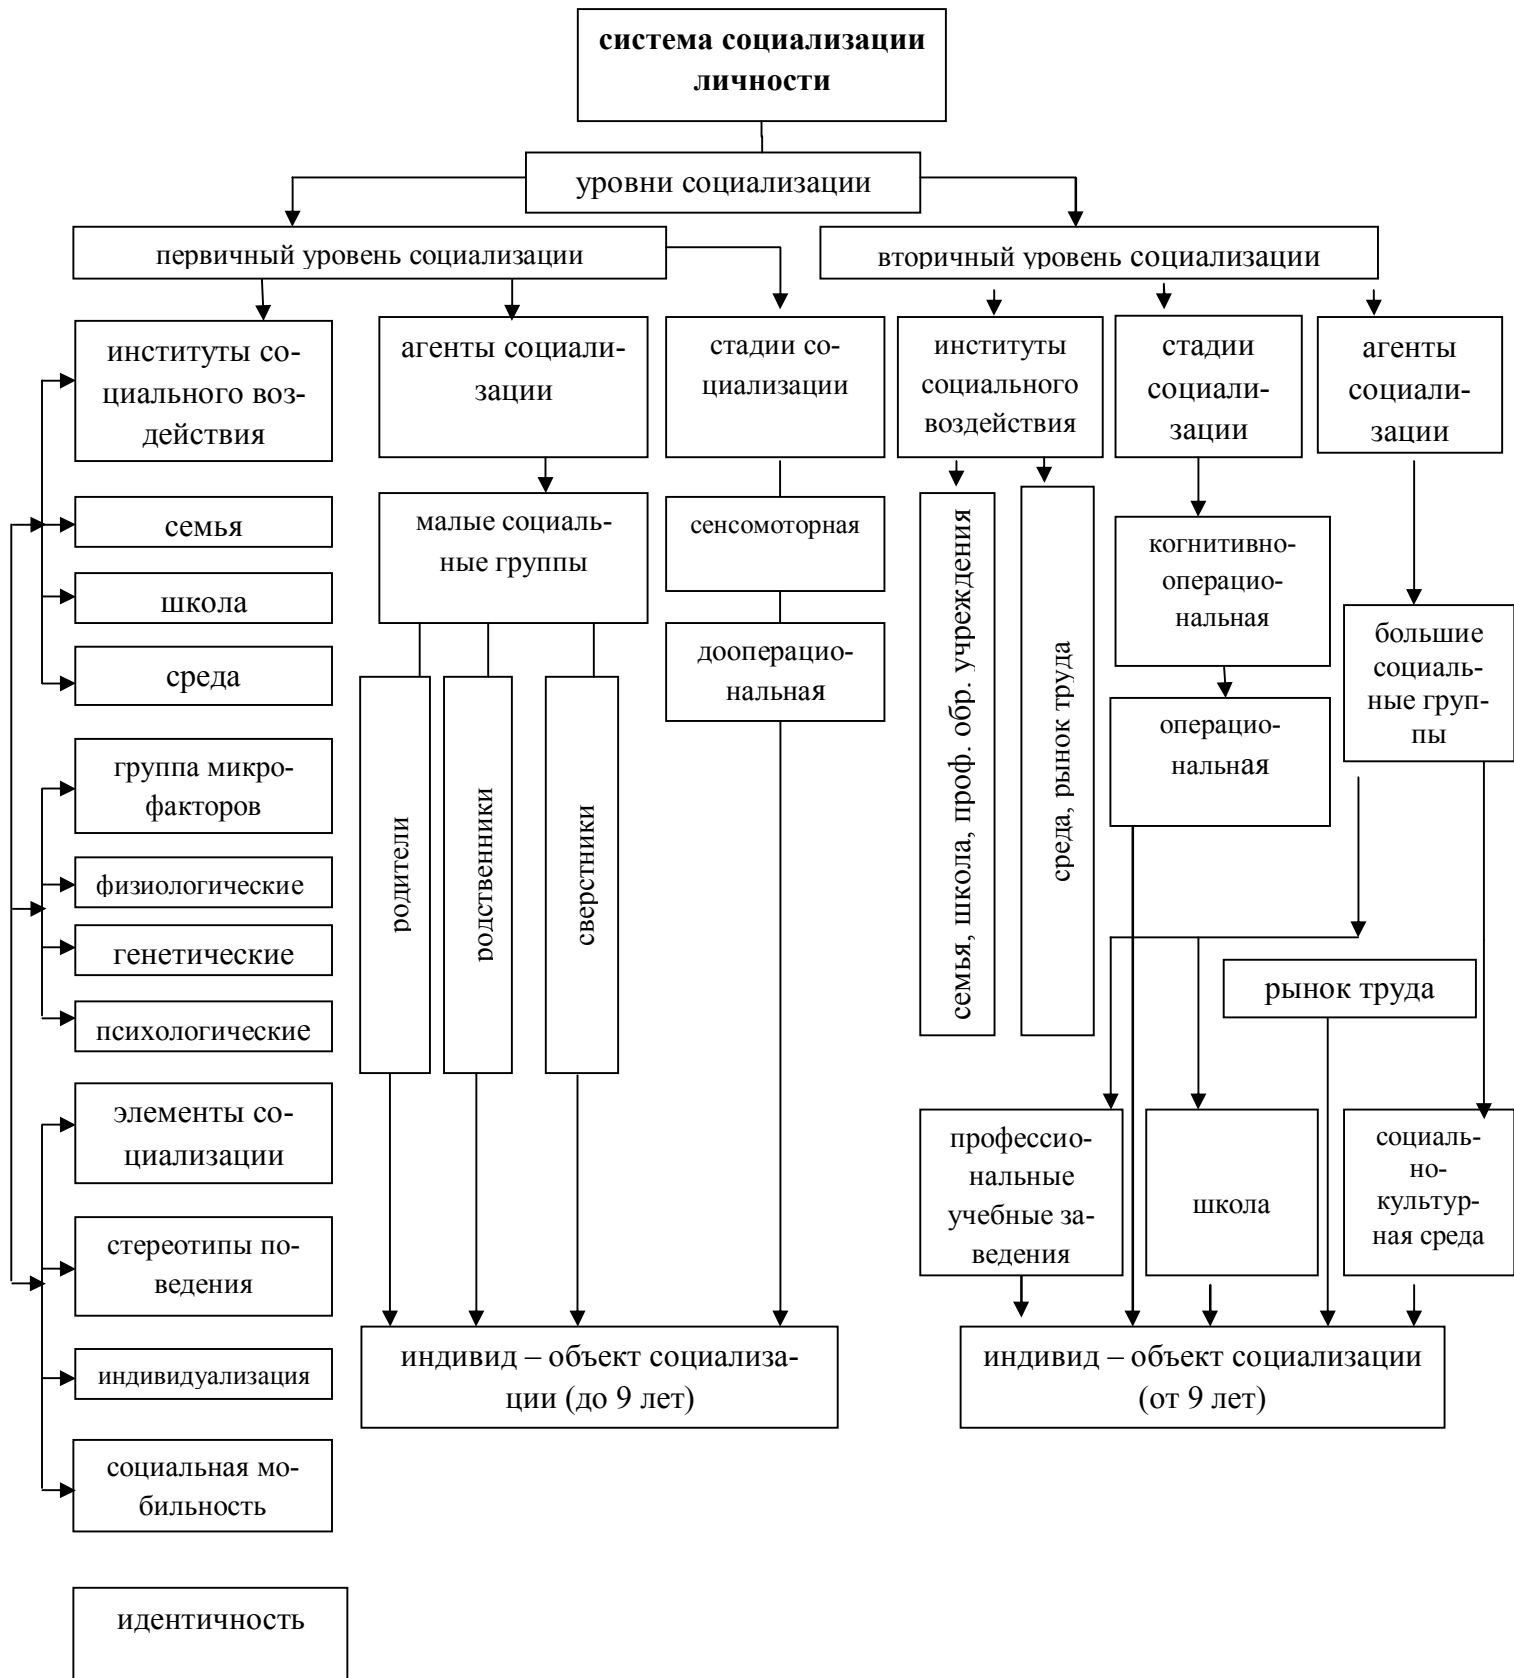 система социализации
личности
уровни социализации
первичный уровень социализации
вторичный уровень социализации
институты со-
циального воз-
действия
агенты социали-
зации
стадии со-
циализации
институты
социального
воздействия
стадии
социали-
зации
агенты
социали-
зации
семья
школа
среда
группа микро-
факторов
физиологические
генетические
психологические
элементы со-
циализации
стереотипы по-
ведения
индивидуализация
социальная мо-
бильность
идентичность
малые социаль-
ные группы
родители
родственники
сверстники
сенсомоторная
дооперацио-
нальная
индивид – объект социализа-
ции (до 9 лет)
семья, школа, проф. обр. учреждения
среда, рынок труда
когнитивно-
операцио-
нальная
операцио-
нальная
большие
социаль-
ные груп-
пы
рынок труда
профессио-
нальные
учебные за-
ведения
школа
социаль-
но-
культур-
ная среда
индивид – объект социализации
(от 9 лет)